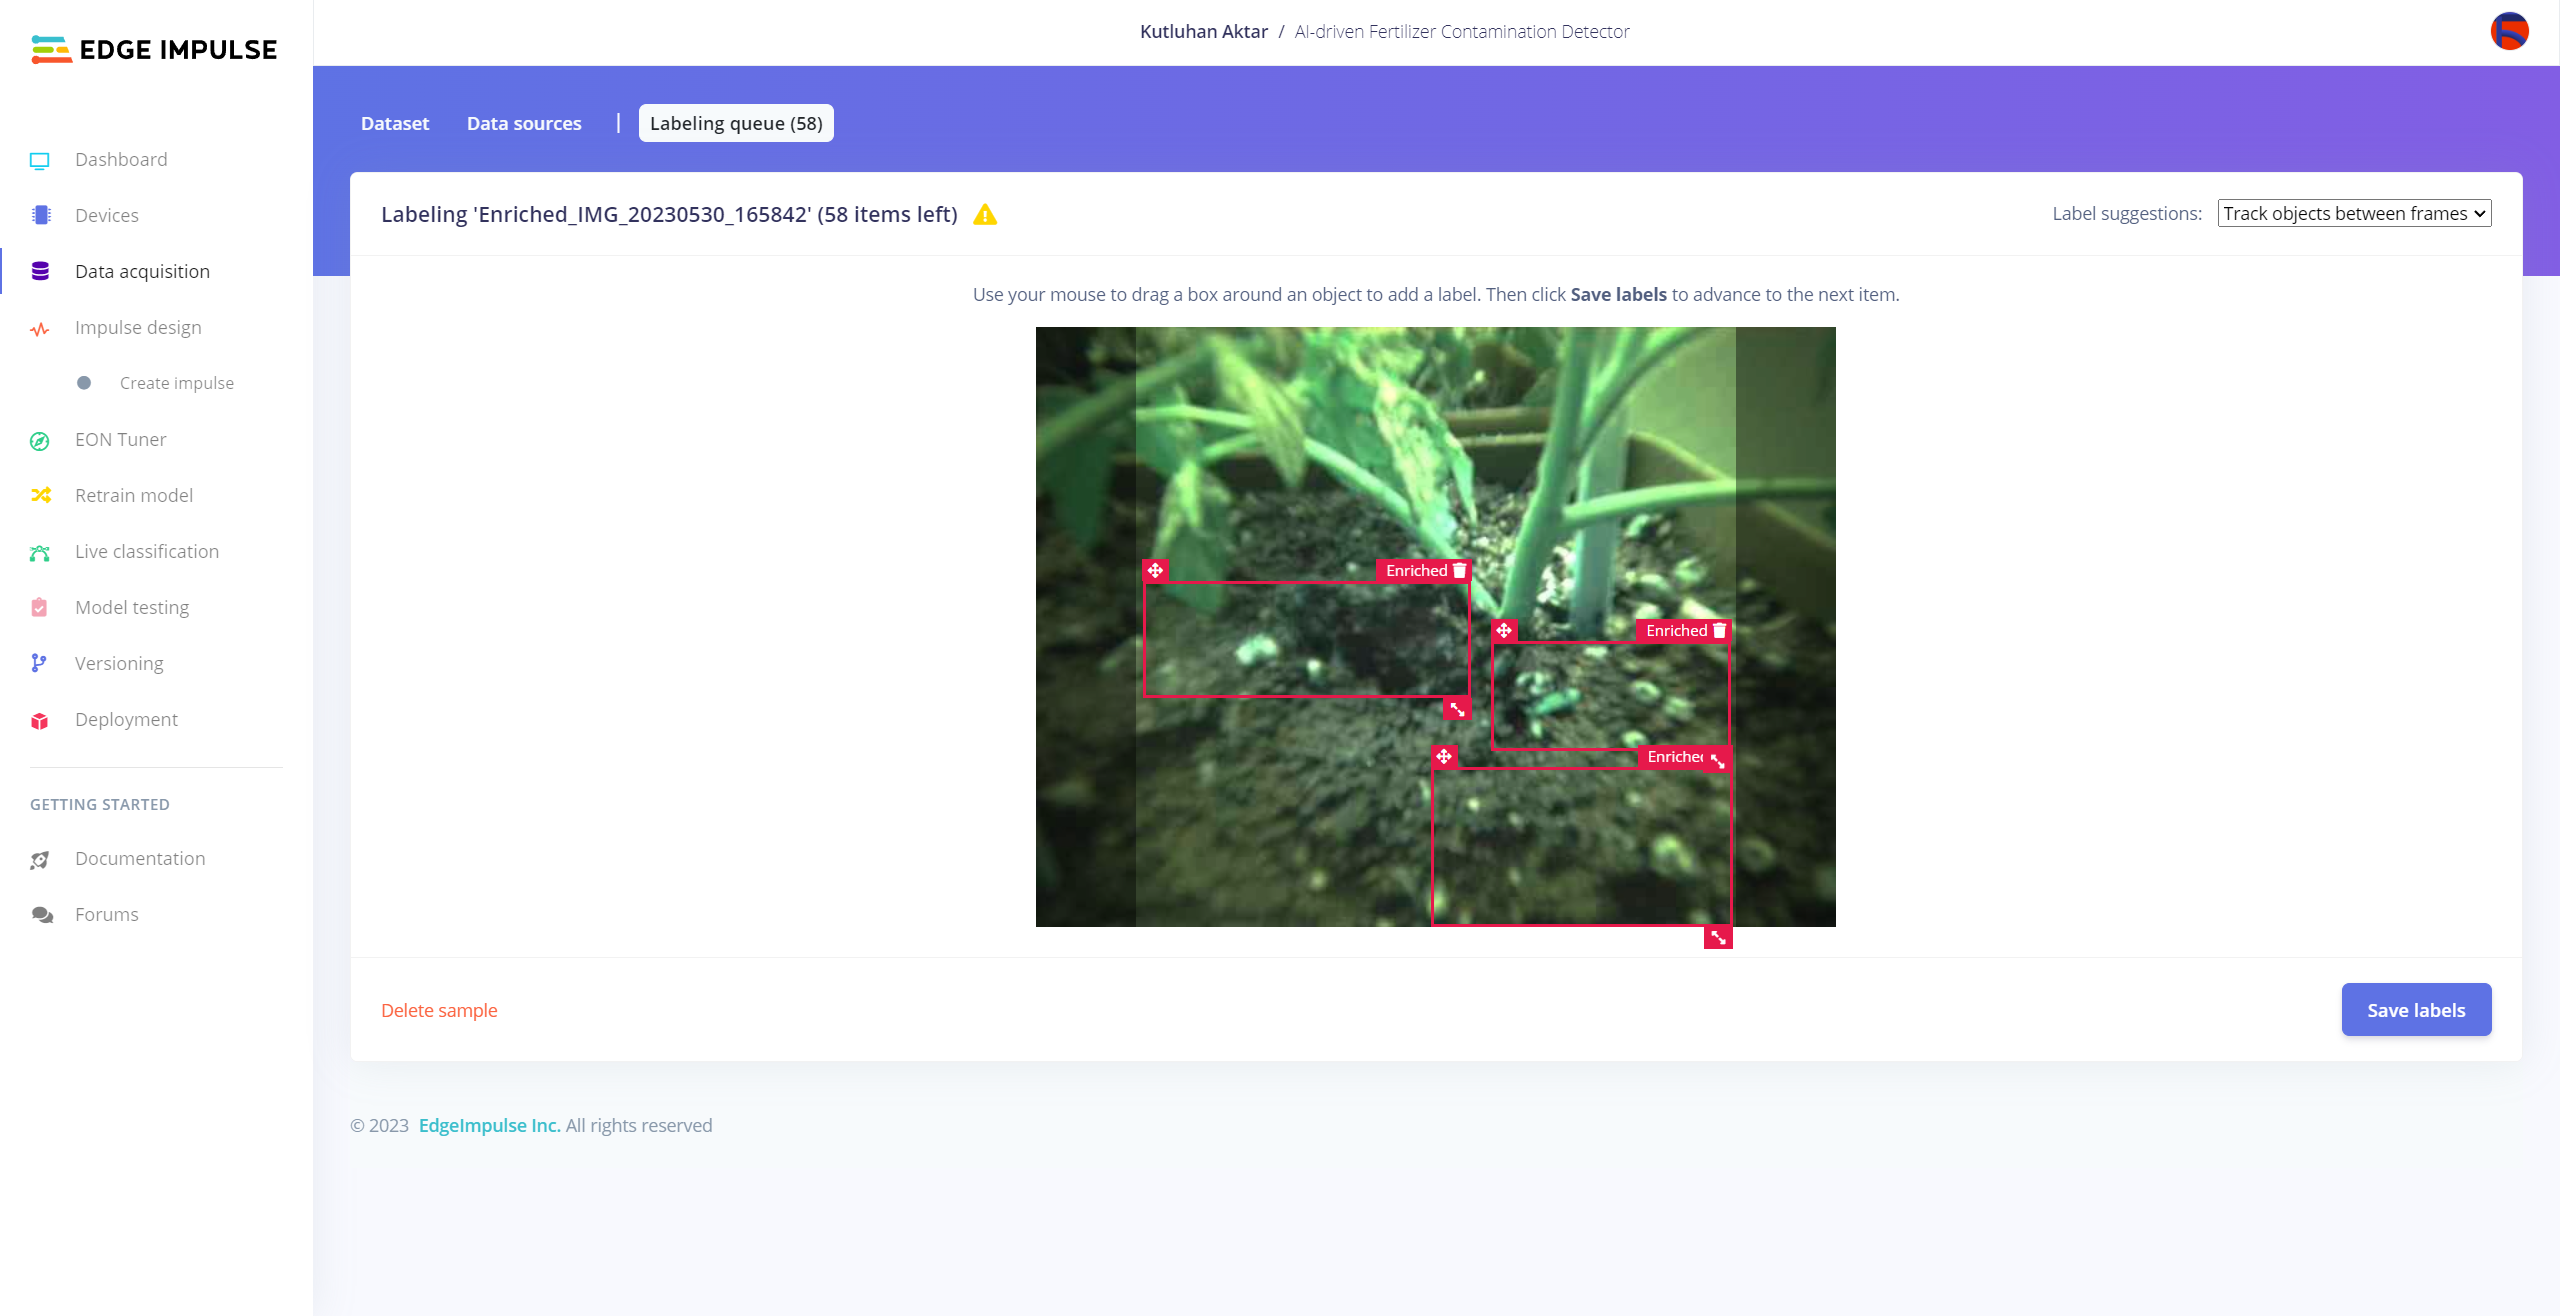 EDGE IMPULSE
Kutluhan Aktar / AI-driven Fertilizer Contamination Detector
Dashboard
Devices
Data acquisition
Impulse design
Create impulse
EON Tuner
Retrain model
Live classification
Model testing
Versioning
Deployment
GETTING STARTED
Documentation
Forums
Dataset Data sources | Labeling queue (58)
Labeling 'Enriched_IMG_20230530_165842' (58 items left)
Label suggestions: Track objects between frames
Use your mouse to drag a box around an object to add a label. Then click Save labels to advance to the next item.
Enriched
Enriched
Enriched
Delete sample
Save labels
© 2023 EdgeImpulse Inc. All rights reserved